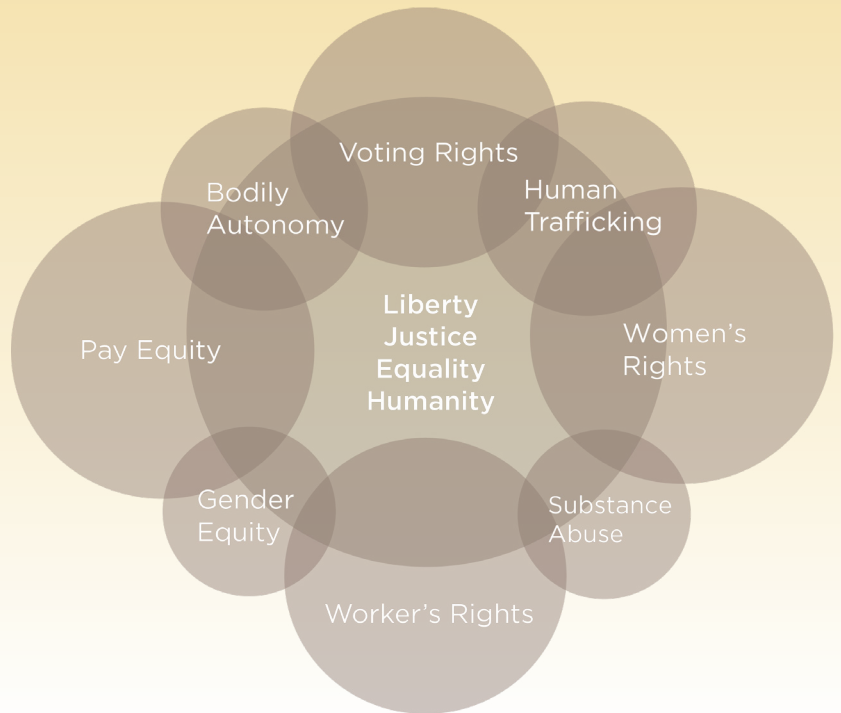 Voting Rights
Bodily
Autonomy
Human
Trafficking
Liberty
Justice
Equality
Humanity
Pay Equity
Women's
Rights
Gender
Equity
Substance
Abuse
Worker's Rights